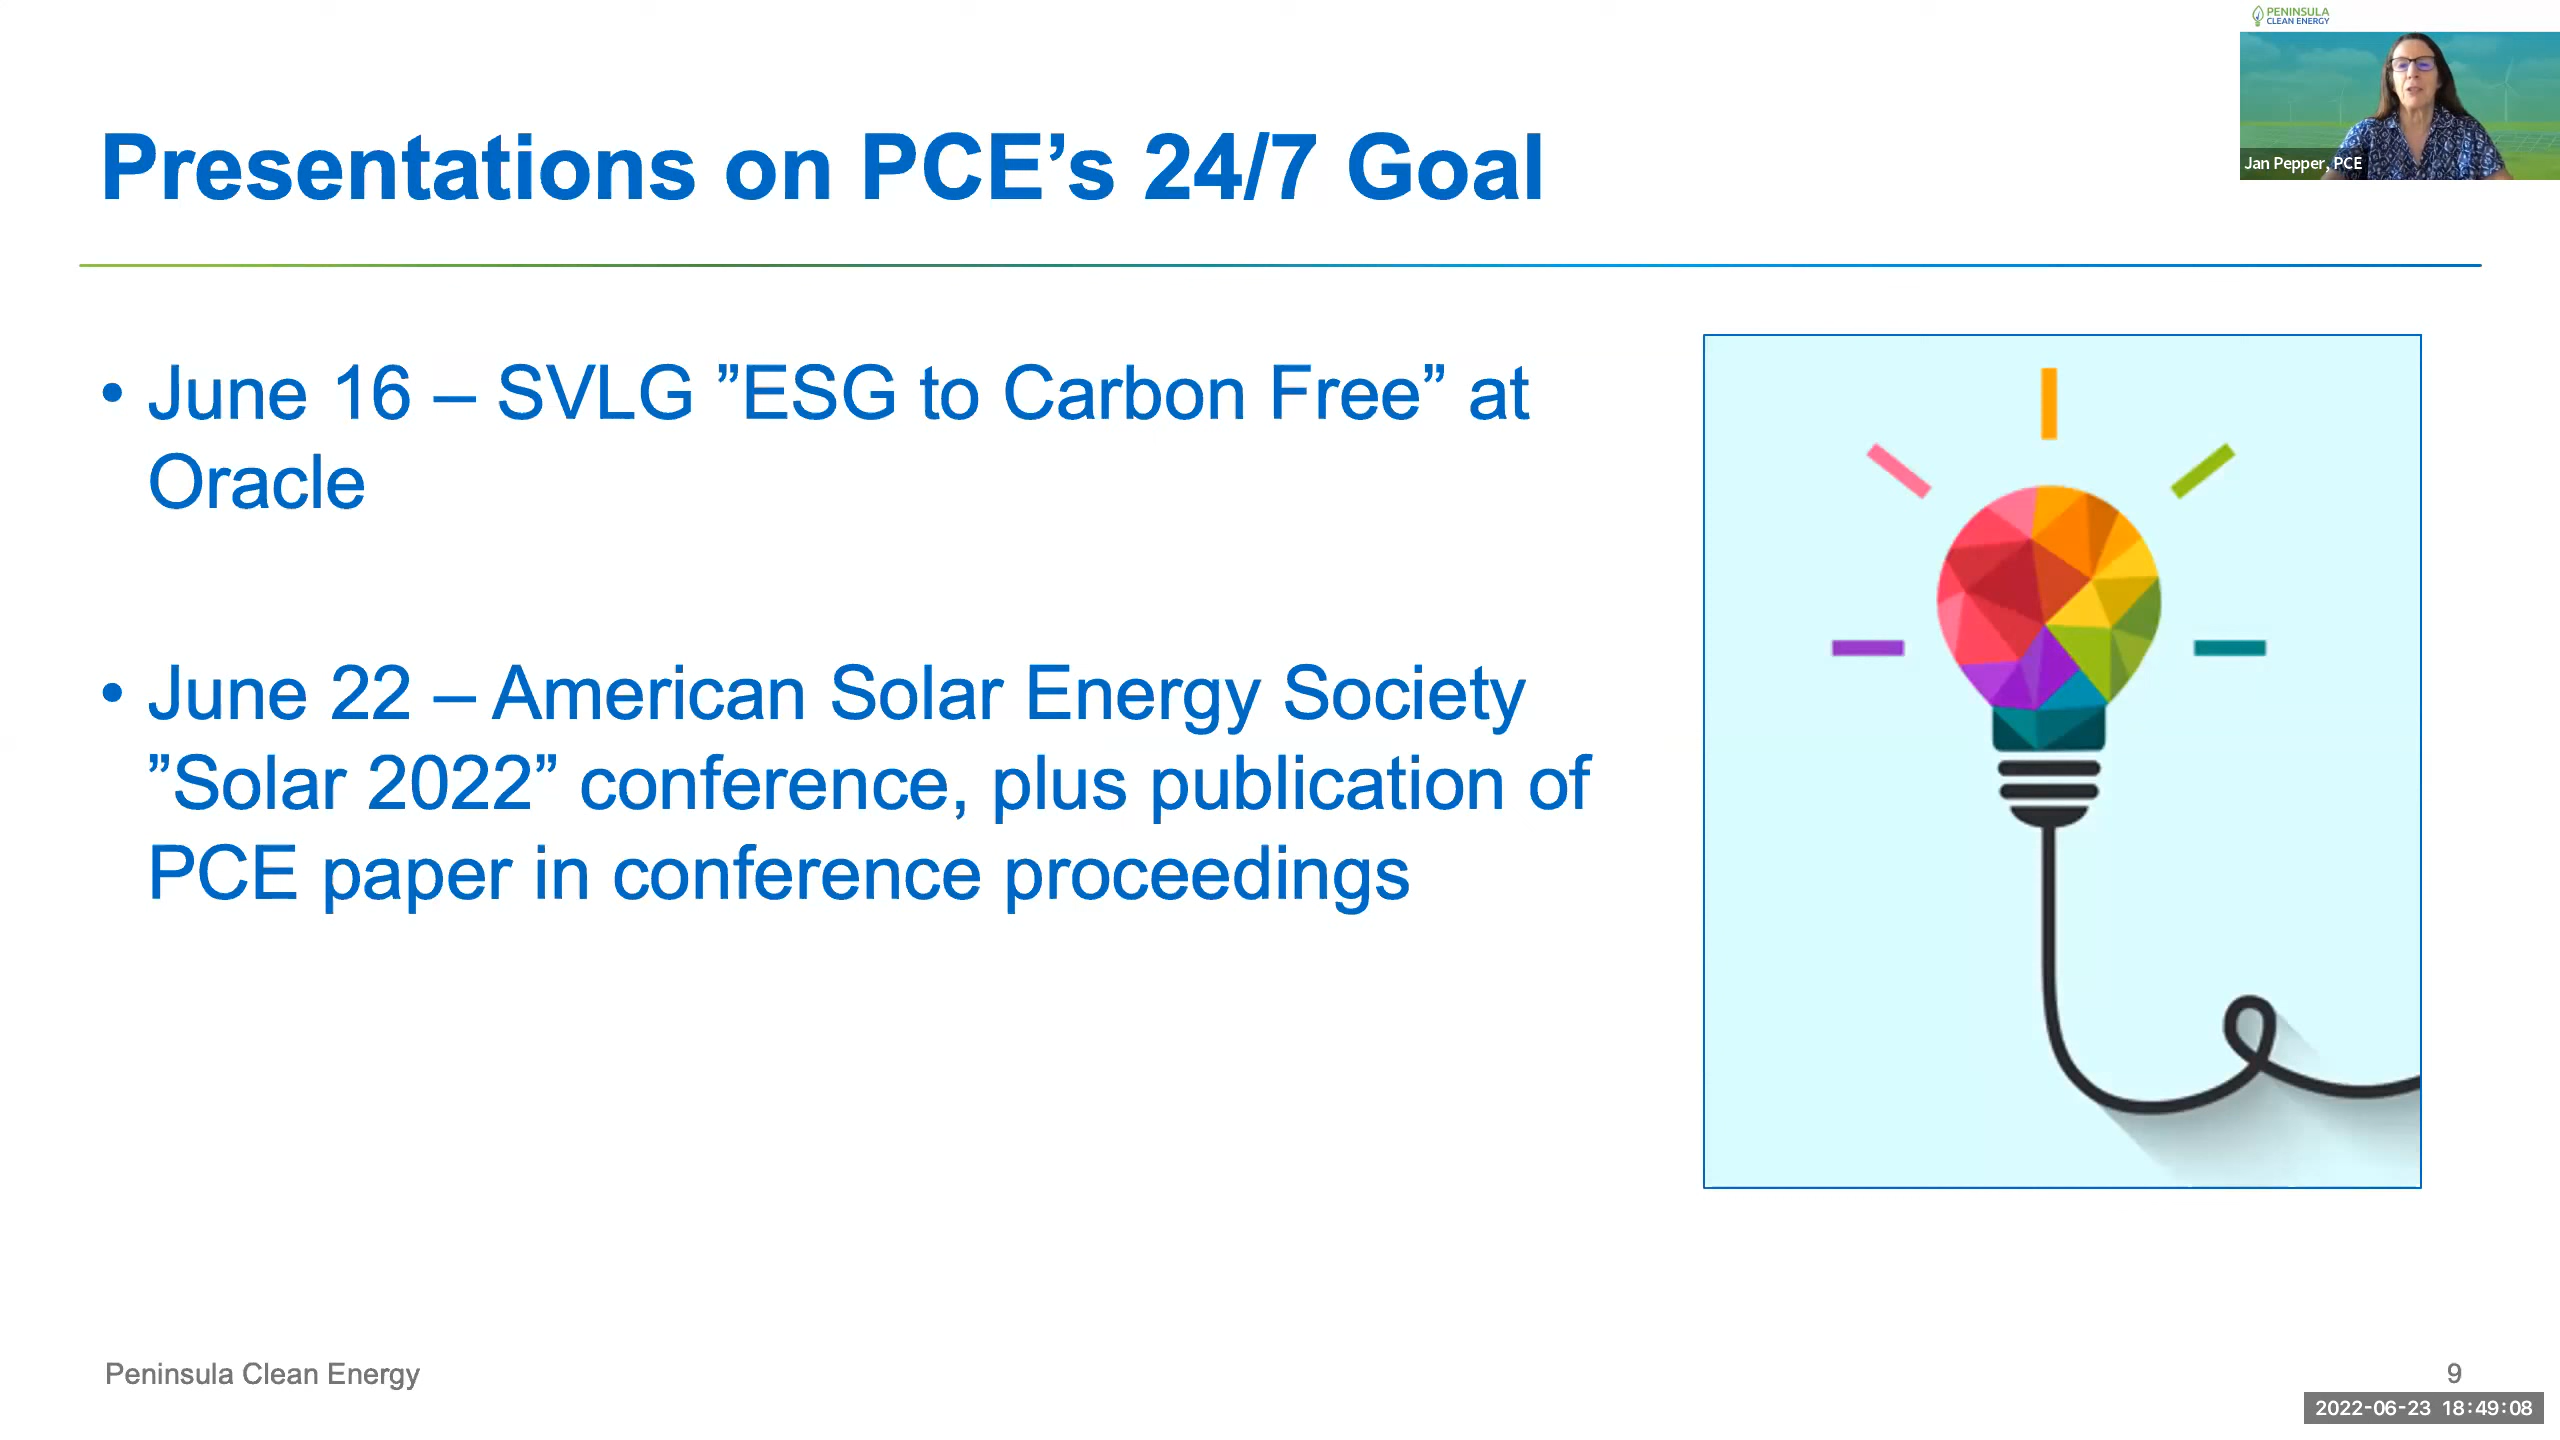 PENINSULA
CLEAN ENERGY
Jan Pepper, PCE
Presentations on PCE’s 24/7 Goal
• June 16 – SVLG ”ESG to Carbon Free” at
Oracle
• June 22 – American Solar Energy Society
”Solar 2022” conference, plus publication of
PCE paper in conference proceedings
Peninsula Clean Energy
9
2022-06-23 18:49:08